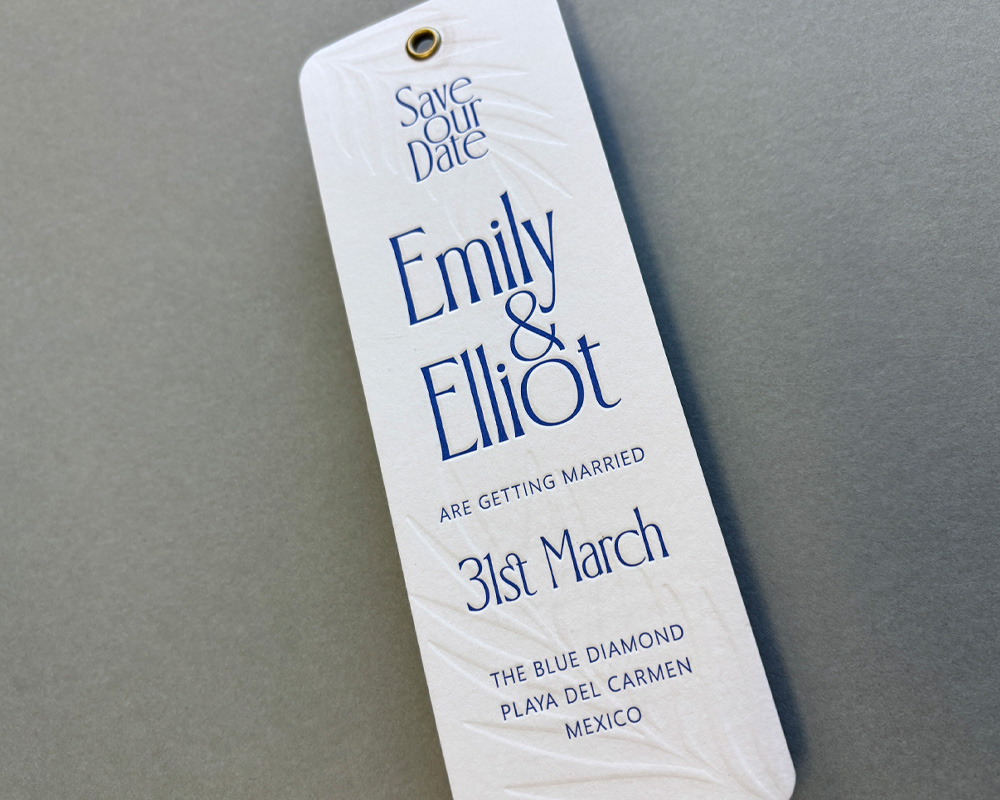 Save
our
Date
Emily
&
Elliot
ARE GETTING MARRIED
31st March
THE BLUE DIAMOND
PLAYA DEL CARMEN
MEXICO